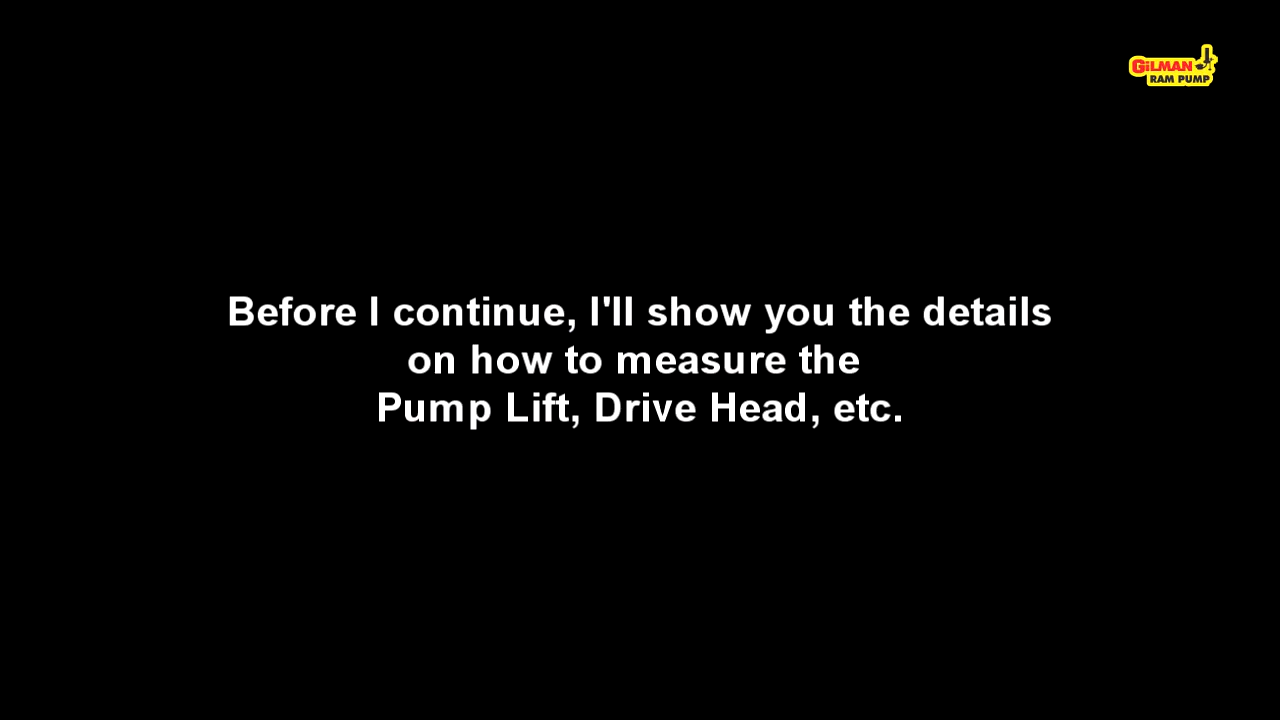 GiLMAN
RAM PUMP
Before I continue, I'll show you the details
on how to measure the
Pump Lift, Drive Head, etc.